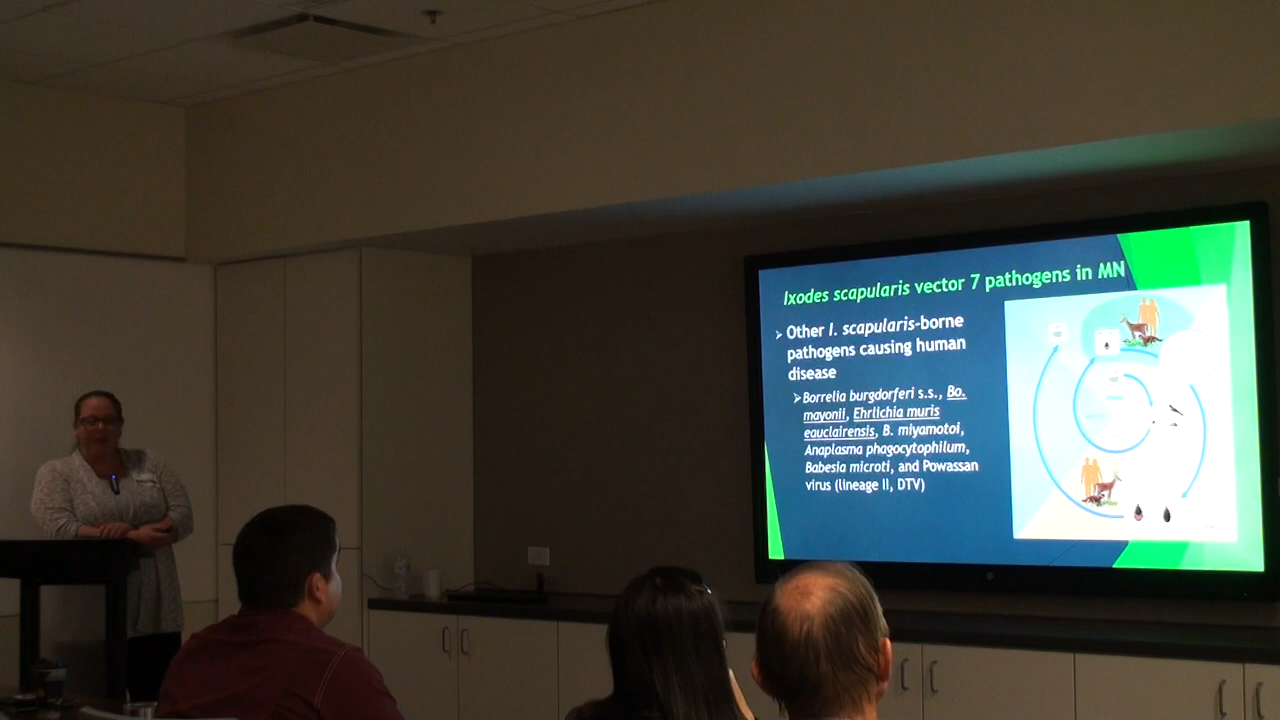 Ixodes scapularis vector 7 pathogens in MN
Other I. scapularis-borne
pathogens causing human
disease
Borrelia burgdorferi s.s., Bo.
mayonii, Ehrlichia muris
eauclairensis, B. miyamotoi,
Anaplasma phagocytophilum,
Babesia microti, and Powassan
virus (lineage II, DTV)